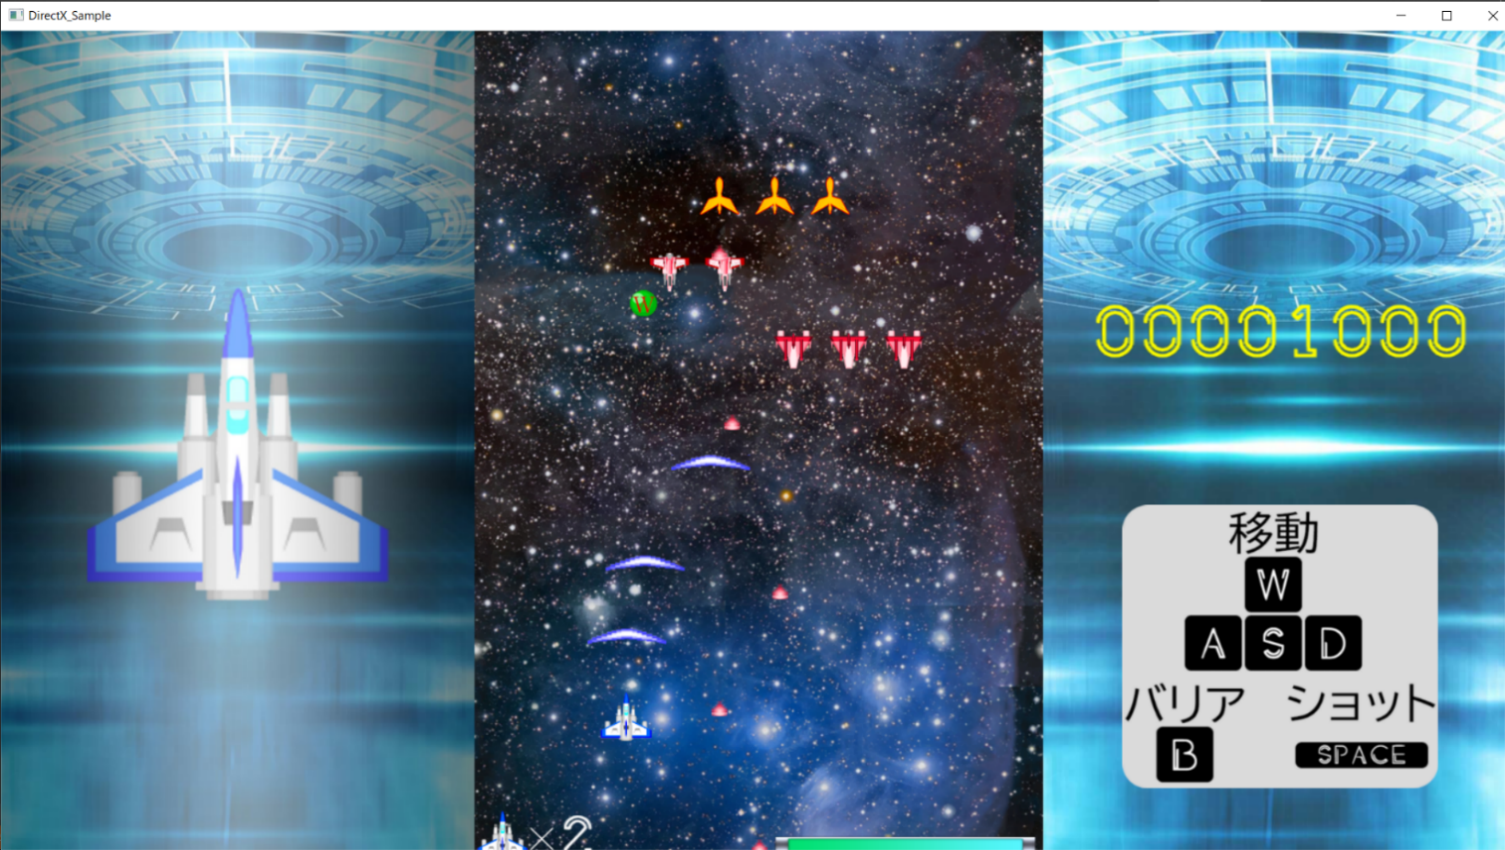 DirectX_Sample
W
00001000
移動
W
A S D
バリア ショット
B SPACE
×2